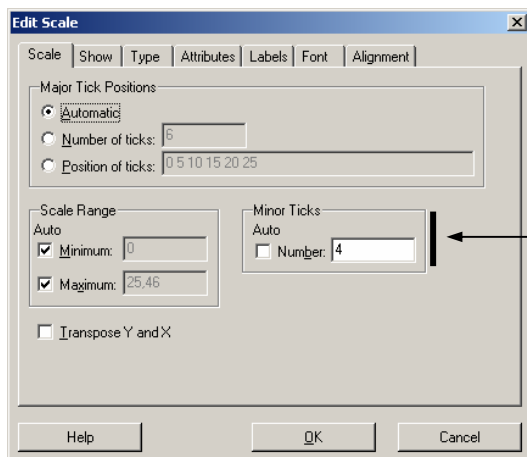 Edit Scale
Scale Show Type Attributes Labels Font Alignment
Major Tick Positions
Automatic
Number of ticks: 6
Position of ticks: 0 5 10 15 20 25
Scale Range
Auto
Minimum: 0
Maximum: 25,46
Minor Ticks
Auto
Number: 4
Transpose Y and X
Help OK Cancel